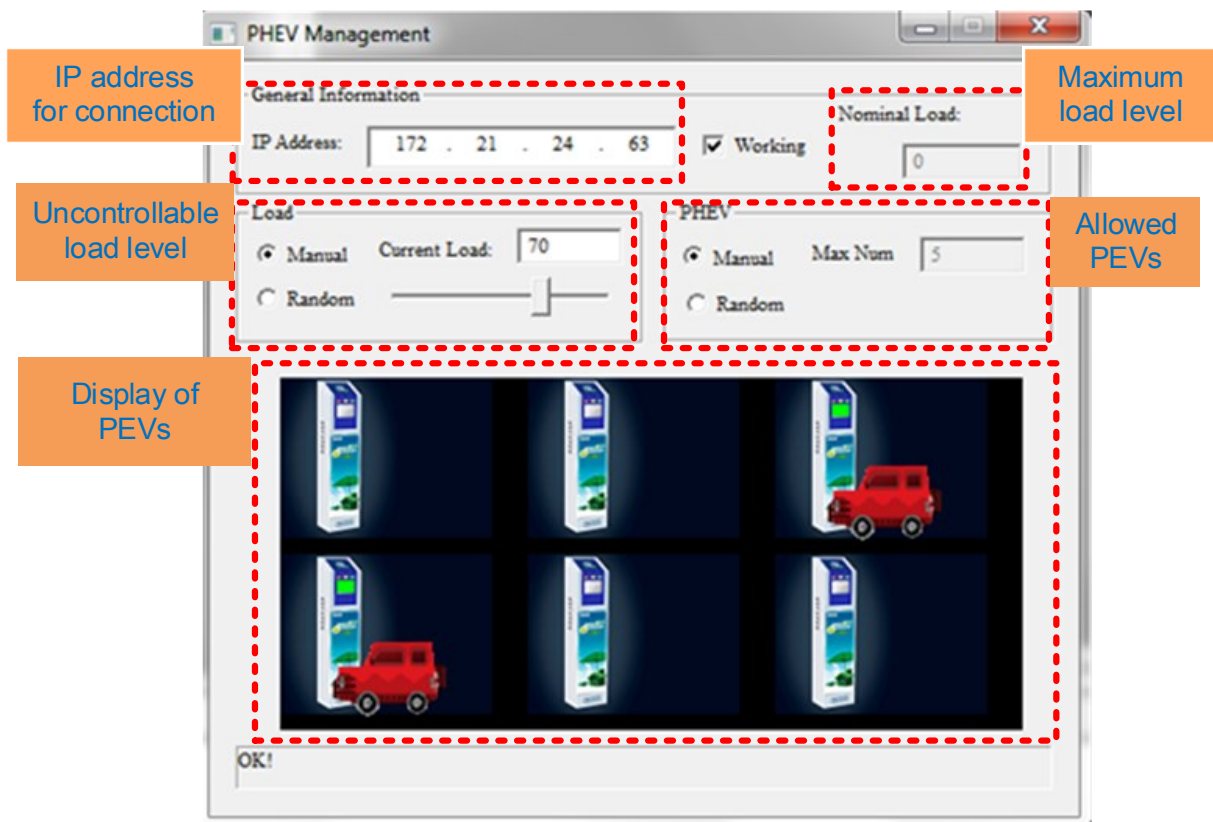 PHEV Management
IP address
for connection
Maximum
load level
General Information
IP Address:
172 . 21 . 24 . 63
Working
Nominal Load:
0
Uncontrollable
load level
Load
Manual
Current Load:
70
Random
PHEV
Manual
Max Num
5
Random
Allowed
PEVs
Display of
PEVs
OK!